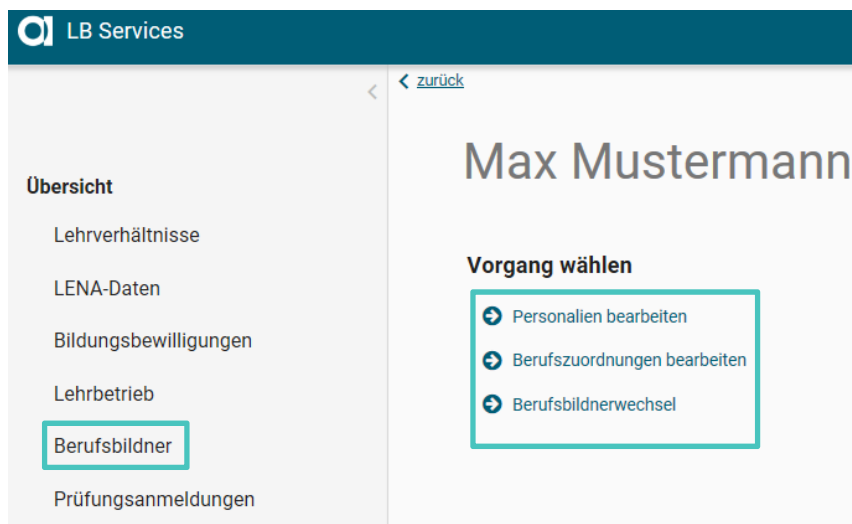 LB Services
zurück
Max Mustermann
Übersicht
Lehrverhältnisse
LENA-Daten
Bildungsbewilligungen
Lehrbetrieb
Berufsbildner
Prüfungsanmeldungen
Vorgang wählen
Personalien bearbeiten
Berufszuordnungen bearbeiten
Berufsbildnerwechsel